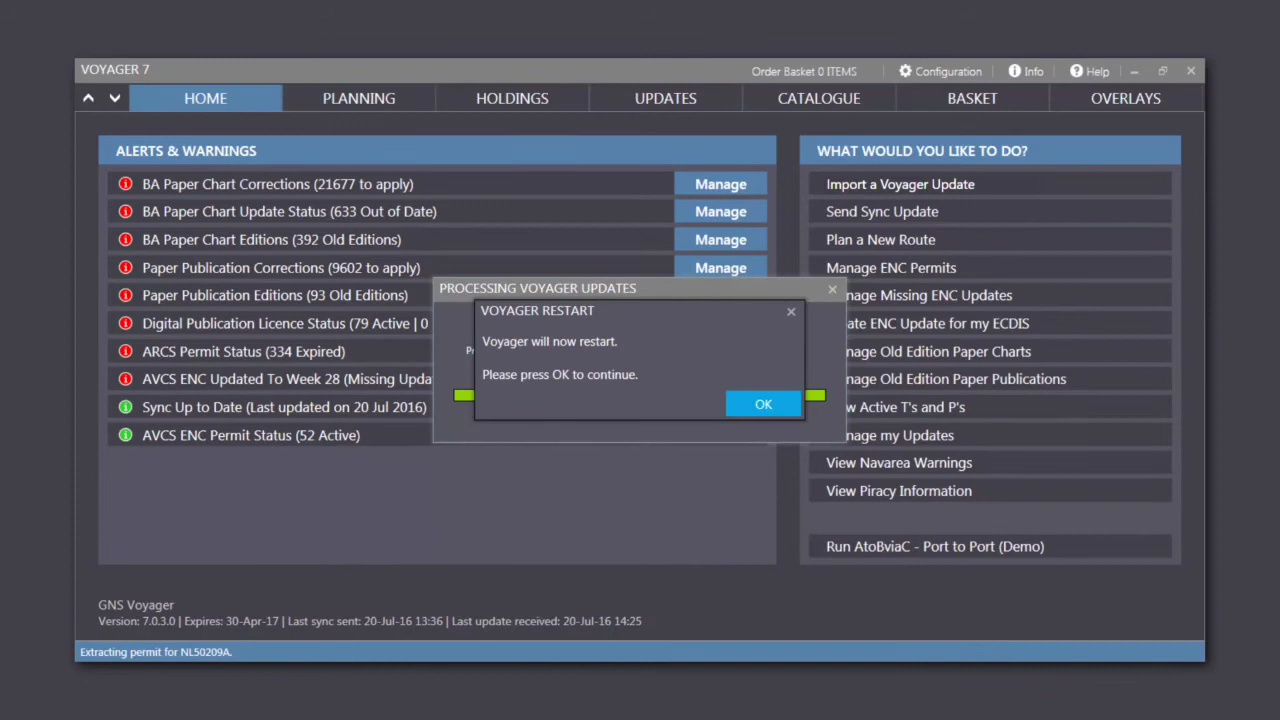 VOYAGER 7
Order Basket 0 ITEMS
Configuration
Info
Help
HOME
PLANNING
HOLDINGS
UPDATES
CATALOGUE
BASKET
OVERLAYS
ALERTS & WARNINGS
BA Paper Chart Corrections (21677 to apply)
Manage
BA Paper Chart Update Status (633 Out of Date)
Manage
BA Paper Chart Editions (392 Old Editions)
Manage
Paper Publication Corrections (9602 to apply)
Manage
Paper Publication Editions (93 Old Editions)
Digital Publication Licence Status (79 Active | 0
ARCS Permit Status (334 Expired)
AVCS ENC Updated To Week 28 (Missing Upda
Sync Up to Date (Last updated on 20 Jul 2016)
AVCS ENC Permit Status (52 Active)
PROCESSING VOYAGER UPDATES
VOYAGER RESTART
Voyager will now restart.
Please press OK to continue.
OK
WHAT WOULD YOU LIKE TO DO?
Import a Voyager Update
Send Sync Update
Plan a New Route
Manage ENC Permits
nage Missing ENC Updates
ate ENC Update for my ECDIS
nage Old Edition Paper Charts
nage Old Edition Paper Publications
w Active T's and P's
nage my Updates
View Navarea Warnings
View Piracy Information
Run AtoBviaC - Port to Port (Demo)
GNS Voyager
Version: 7.0.3.0 | Expires: 30-Apr-17 | Last sync sent: 20-Jul-16 13:36 | Last update received: 20-Jul-16 14:25
Extracting permit for NL50209A.